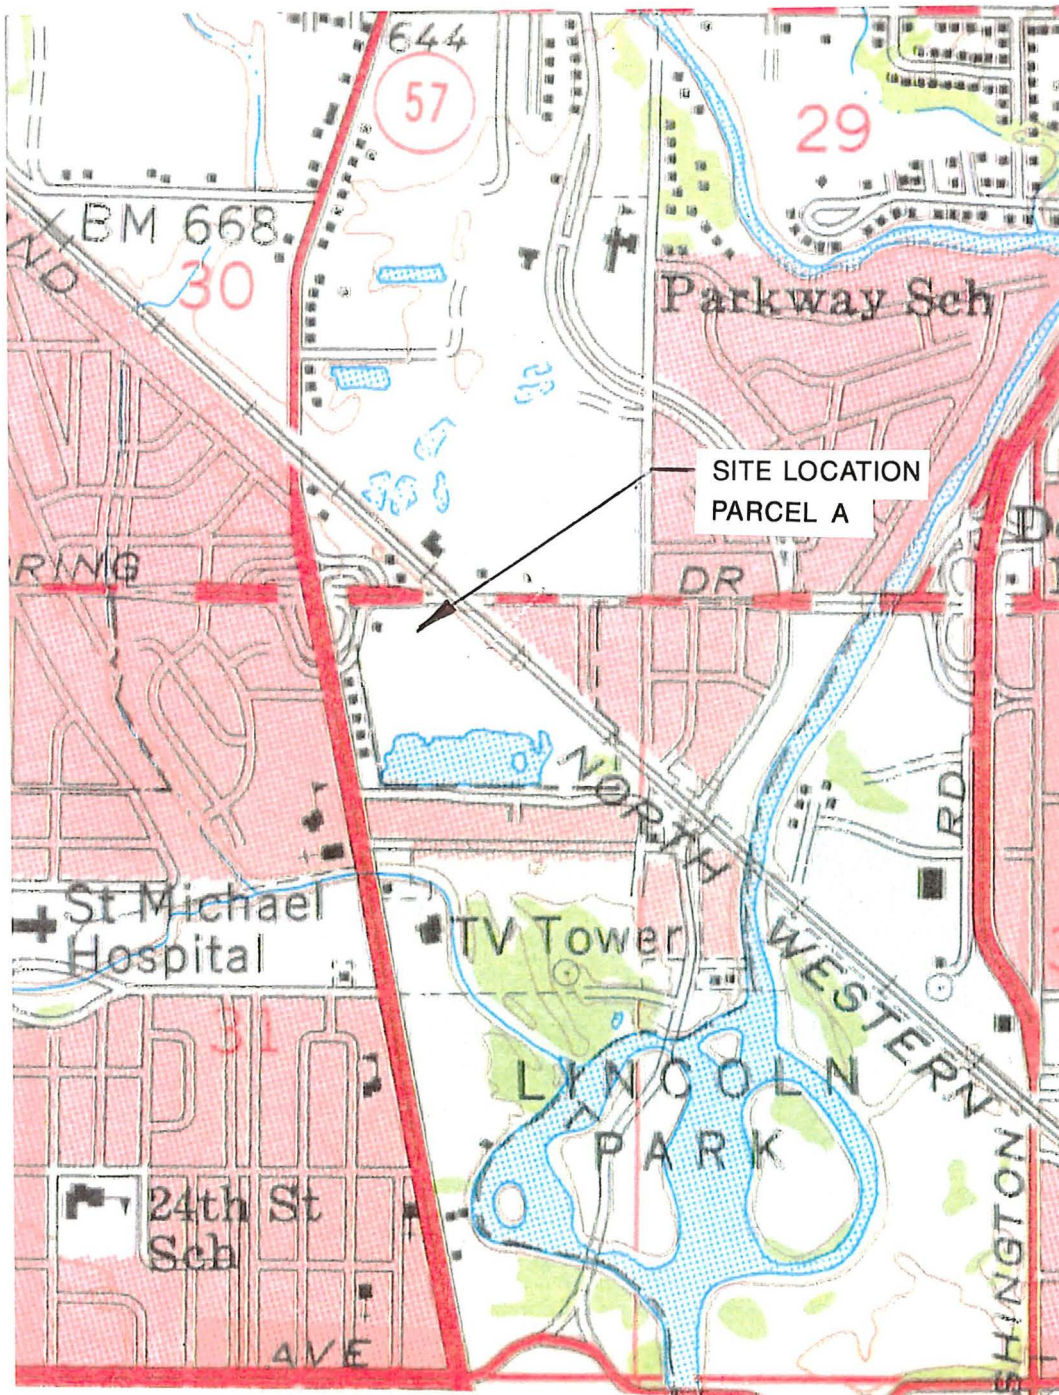 644
57
29
BM 668
ND
30
Parkway Sch
SITE LOCATION
PARCEL A
RING
DR
NORTH
WESTERN
RD
St Michael
Hospital
TV Tower
31
LINCOLN
PARK
24th St
Sch
SHINGTON
AVE